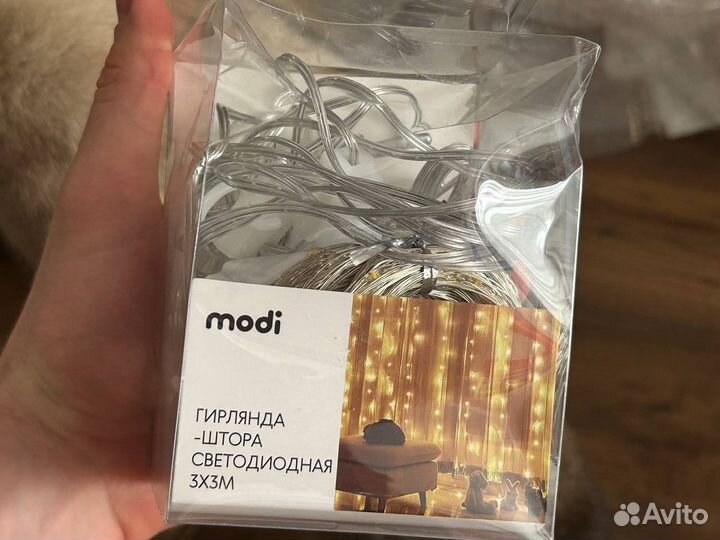 modi
ГИРЛЯНДА
-ШТОРА
СВЕТОДИОДНАЯ
3Х3М
Avito